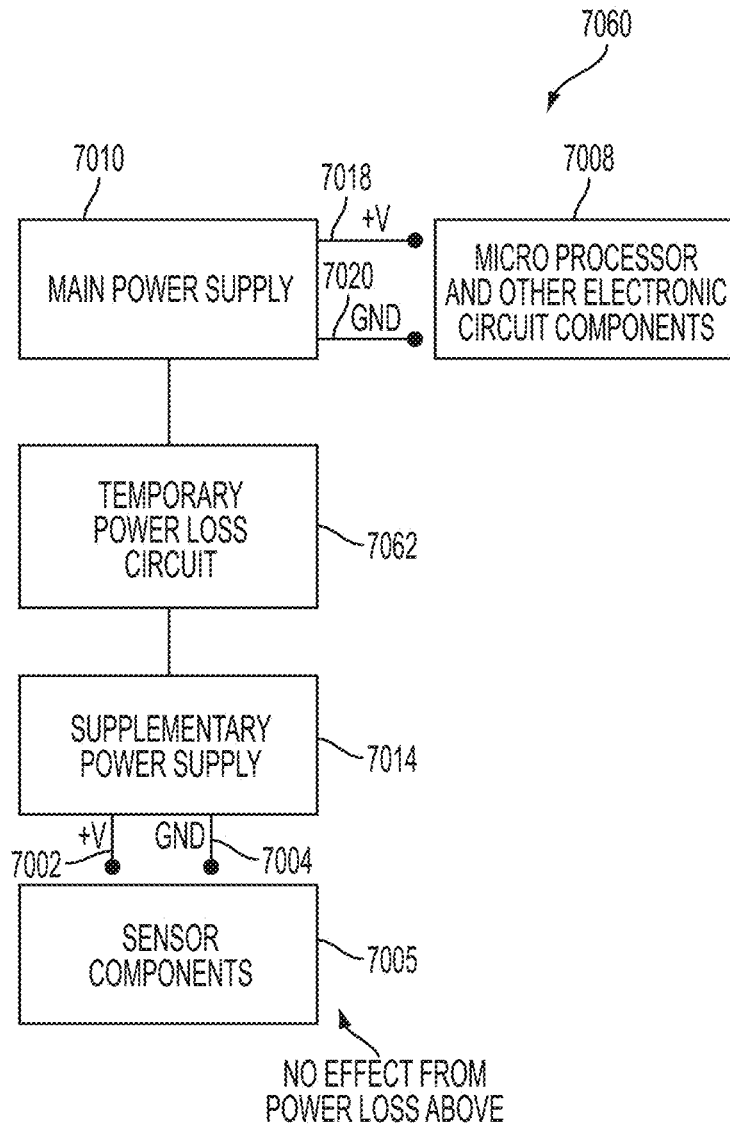 7060
7010
7018
+V
7008
MAIN POWER SUPPLY
7020
GND
MICRO PROCESSOR
AND OTHER ELECTRONIC
CIRCUIT COMPONENTS
TEMPORARY
POWER LOSS
CIRCUIT
7062
SUPPLEMENTARY
POWER SUPPLY
7014
+V
GND
7002
7004
SENSOR
COMPONENTS
7005
NO EFFECT FROM
POWER LOSS ABOVE